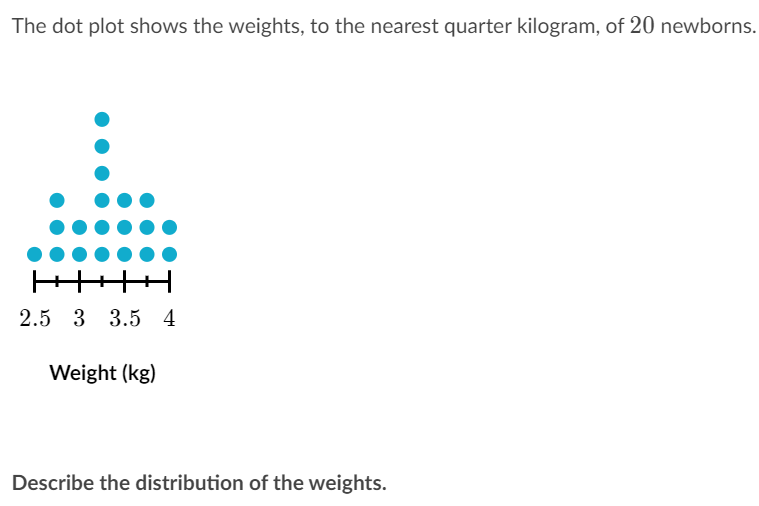 The dot plot shows the weights, to the nearest quarter kilogram, of 20 newborns.
2.5 3 3.5 4
Weight (kg)
Describe the distribution of the weights.